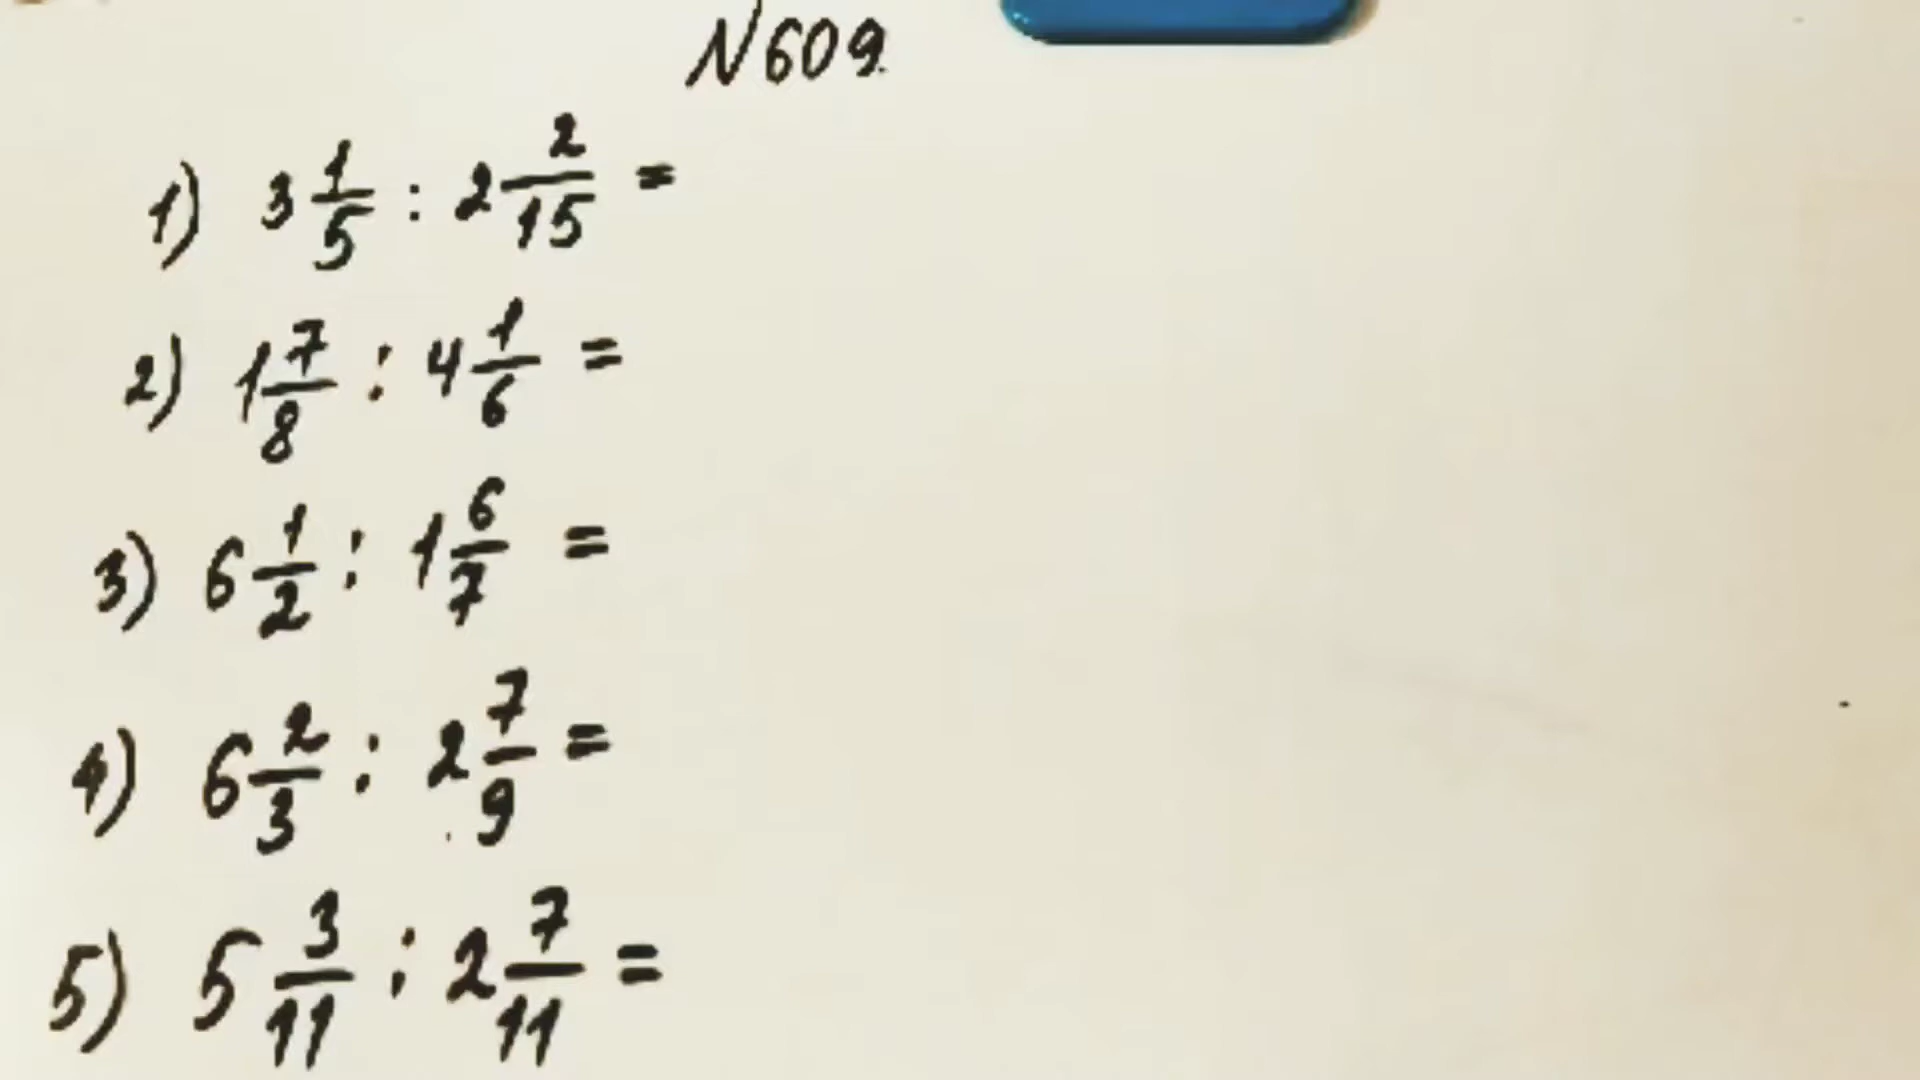 №609.
1) 3 1/5 : 2 2/15 =
2) 1 7/8 : 4 1/6 =
3) 6 1/2 : 1 6/7 =
4) 6 2/3 : 2 7/9 =
5) 5 3/11 : 2 7/11 =